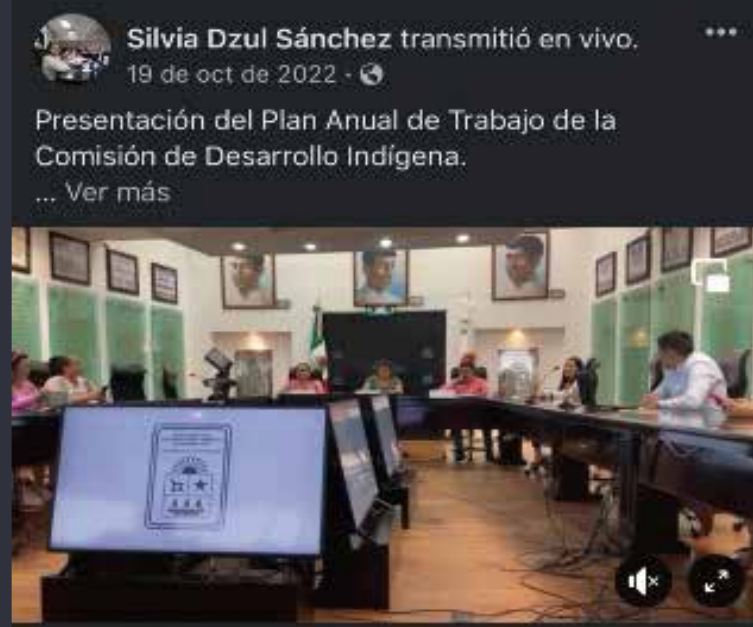 Silvia Dzul Sánchez transmitió en vivo.
19 de oct de 2022 ·
Presentación del Plan Anual de Trabajo de la
Comisión de Desarrollo Indígena.
... Ver más